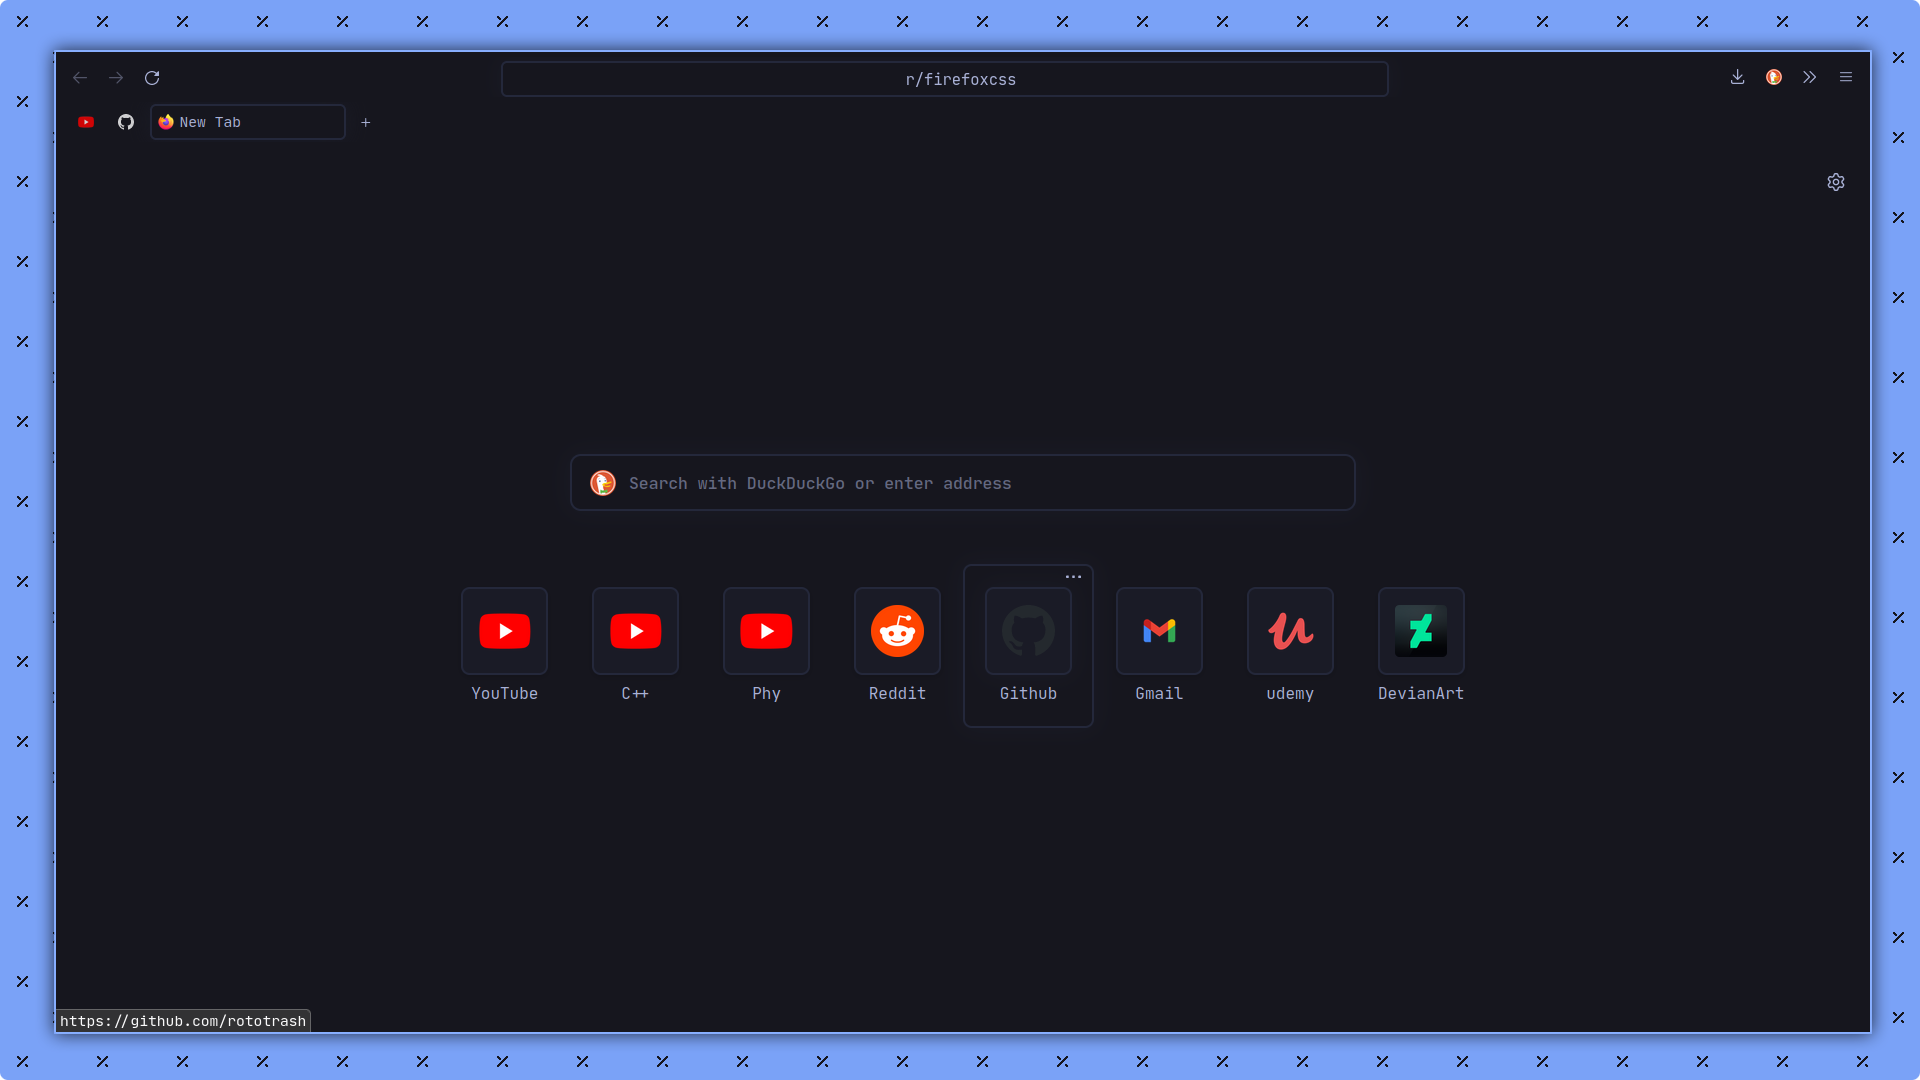 r/firefoxcss
New Tab
Search with DuckDuckGo or enter address
YouTube
C++
Phy
Reddit
Github
Gmail
udemy
DevianArt
https://github.com/rototrash